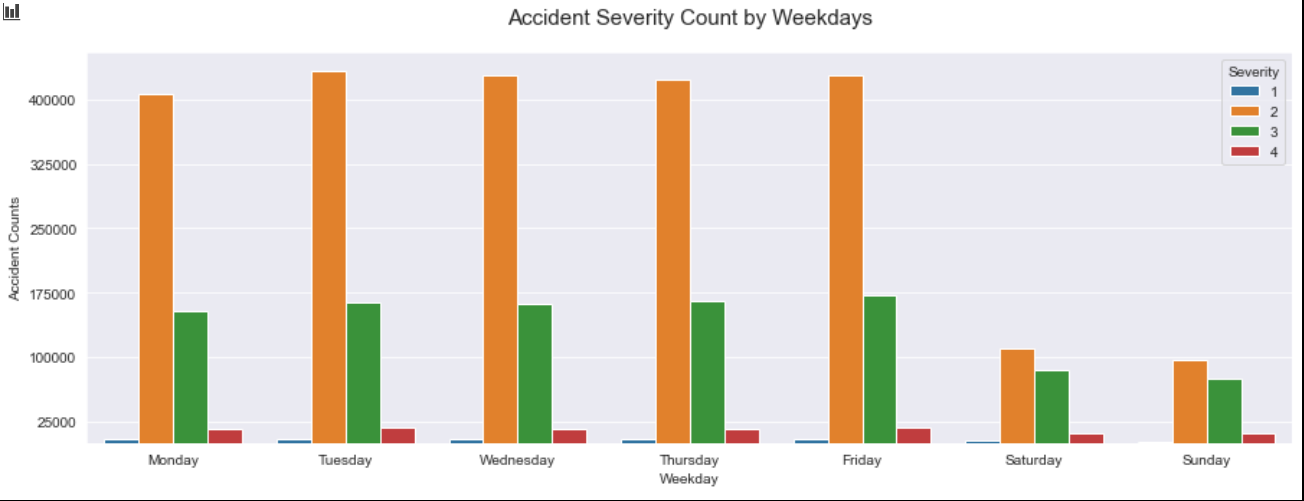 Accident Severity Count by Weekdays
Severity
1
2
3
4
400000
325000
250000
175000
100000
25000
Accident Counts
Monday Tuesday Wednesday Thursday Friday Saturday Sunday
Weekday